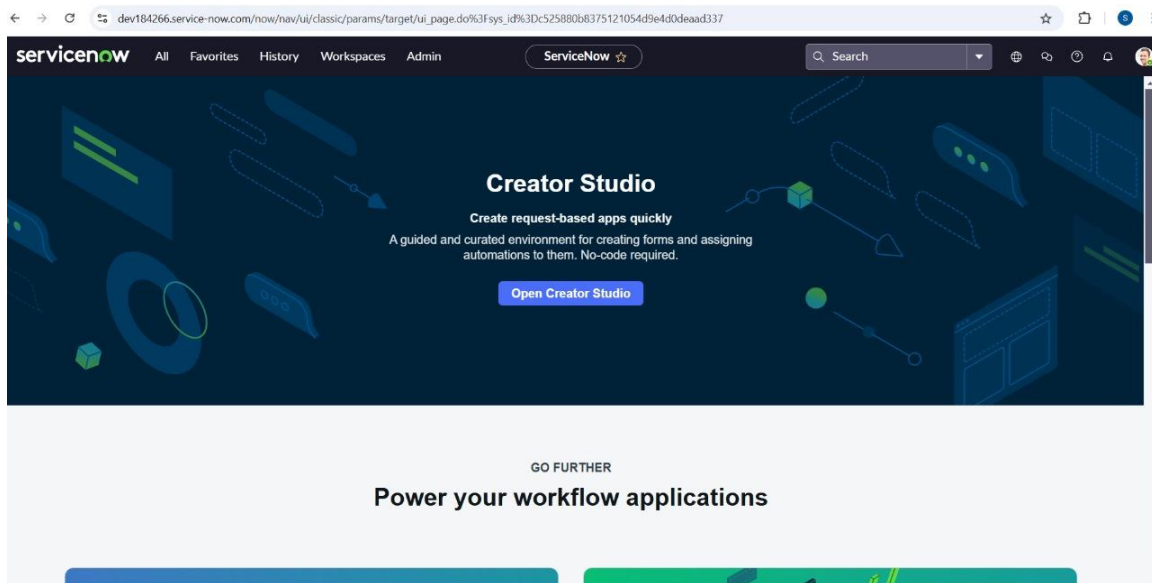 dev184266.service-now.com/now/nav/ui/classic/params/target/ui_page.do%3Fsys_id%3Dc525880b8375121054d9e4d0deaad337
S
servicenow All Favorites History Workspaces Admin ServiceNow Search
Creator Studio
Create request-based apps quickly
A guided and curated environment for creating forms and assigning
automations to them. No-code required.
Open Creator Studio
GO FURTHER
Power your workflow applications